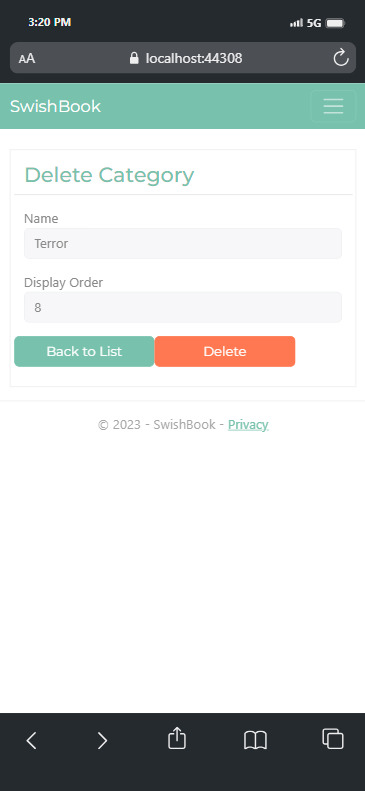 3:20 PM 5G
AA localhost:44308
SwishBook
Delete Category
Name
Terror
Display Order
8
Back to List Delete
© 2023 - SwishBook - Privacy